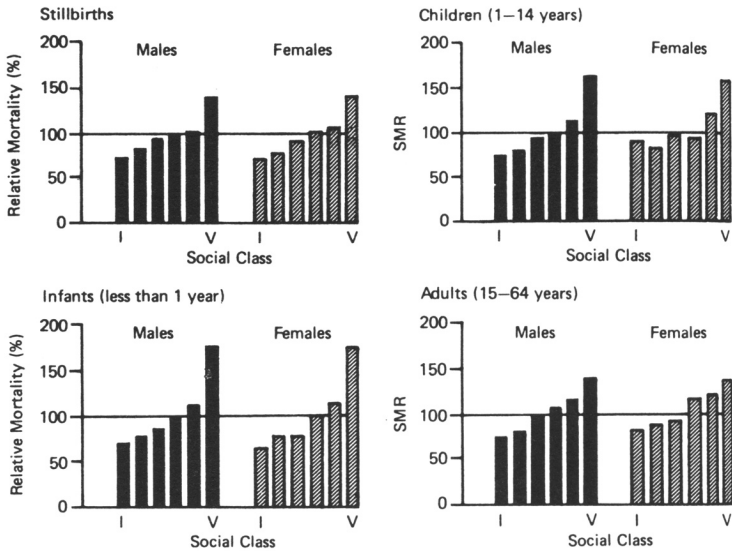 Stillbirths
Relative Mortality (%)
200
150
100
50
0
Males
Females
I
V
I
V
Social Class
Children (1–14 years)
SMR
200
150
100
50
0
Males
Females
I
V
I
V
Social Class
Infants (less than 1 year)
Relative Mortality (%)
200
150
100
50
0
Males
Females
I
V
I
V
Social Class
Adults (15–64 years)
SMR
200
150
100
50
0
Males
Females
I
V
I
V
Social Class